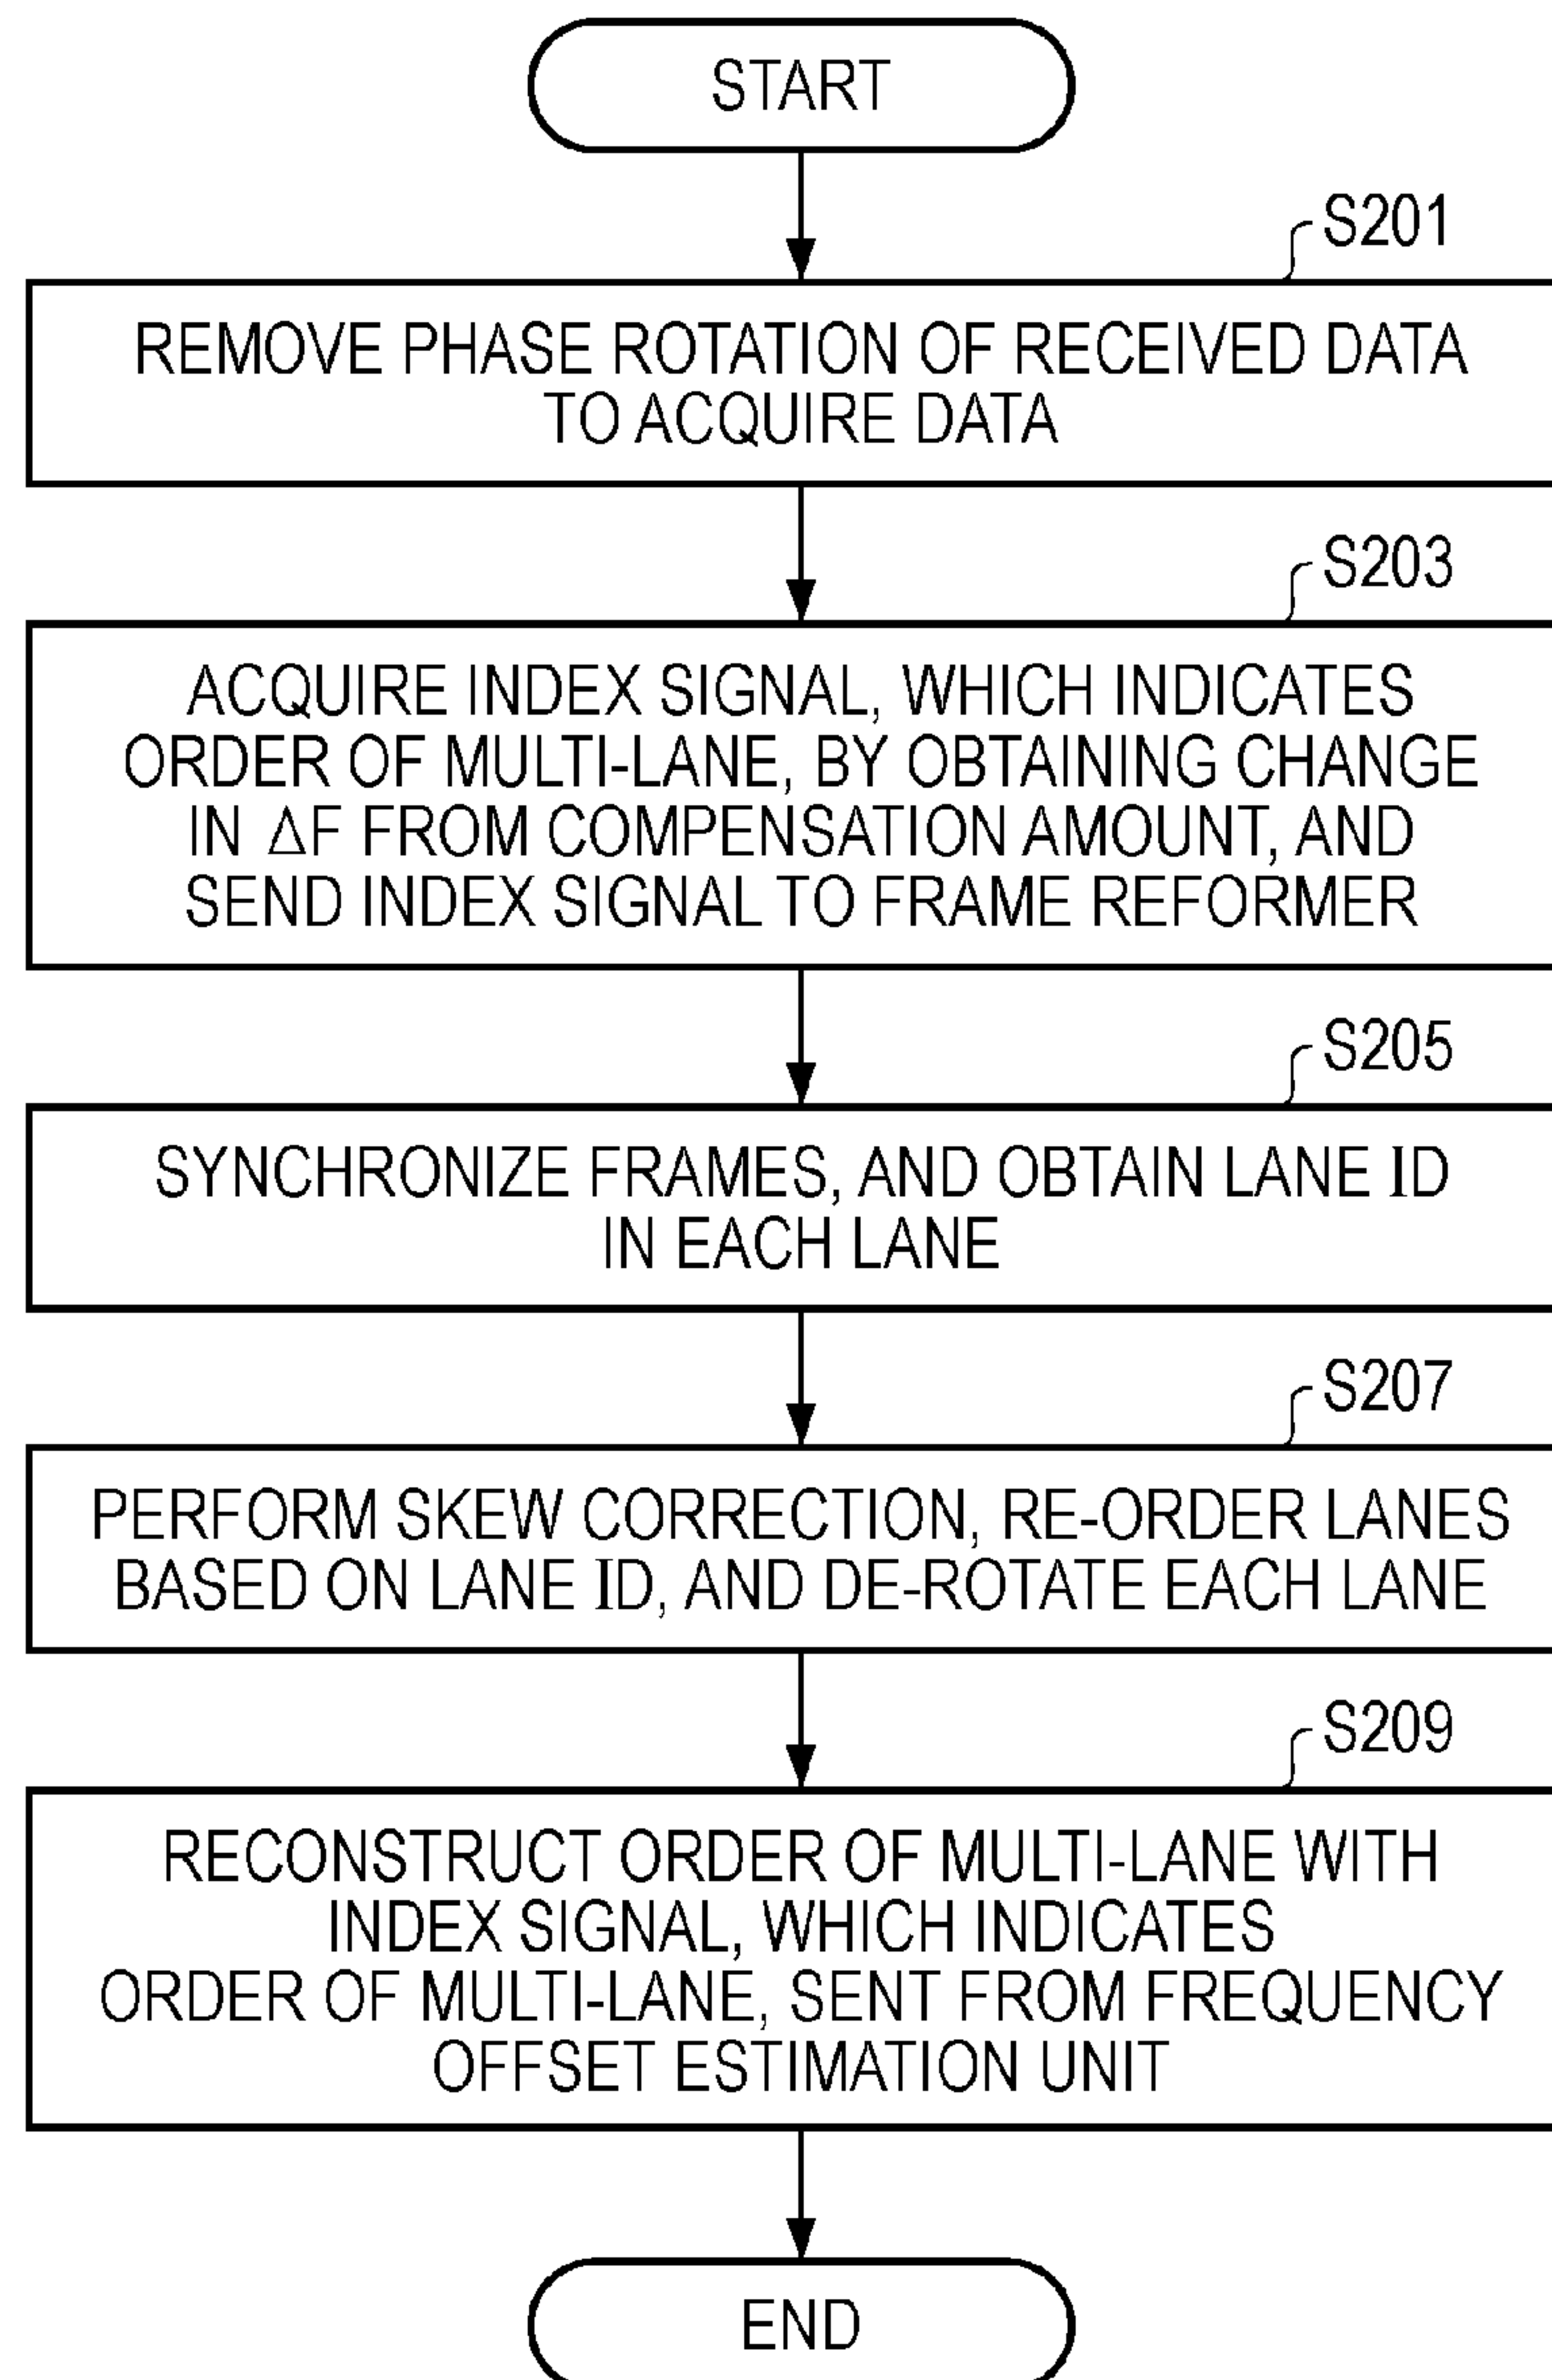 START
S201
REMOVE PHASE ROTATION OF RECEIVED DATA
TO ACQUIRE DATA
S203
ACQUIRE INDEX SIGNAL, WHICH INDICATES
ORDER OF MULTI-LANE, BY OBTAINING CHANGE
IN ΔF FROM COMPENSATION AMOUNT, AND
SEND INDEX SIGNAL TO FRAME REFORMER
S205
SYNCHRONIZE FRAMES, AND OBTAIN LANE ID
IN EACH LANE
S207
PERFORM SKEW CORRECTION, RE-ORDER LANES
BASED ON LANE ID, AND DE-ROTATE EACH LANE
S209
RECONSTRUCT ORDER OF MULTI-LANE WITH
INDEX SIGNAL, WHICH INDICATES
ORDER OF MULTI-LANE, SENT FROM FREQUENCY
OFFSET ESTIMATION UNIT
END